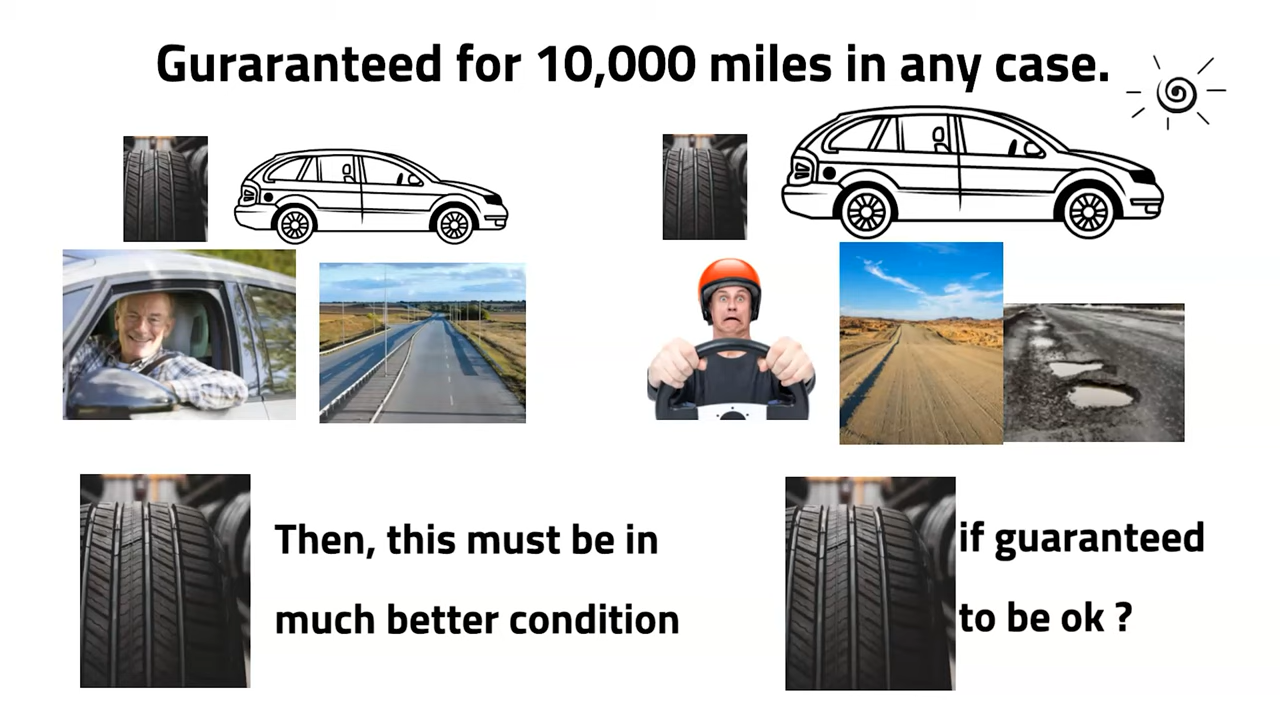 Guraranteed for 10,000 miles in any case.
Then, this must be in
much better condition
if guaranteed
to be ok ?